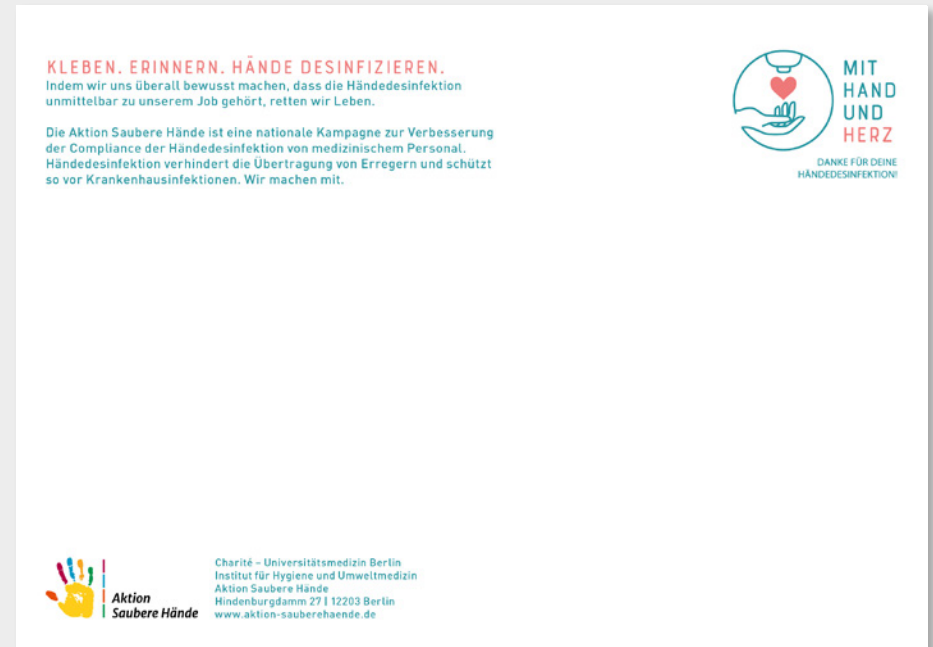 KLEBEN. ERINNERN. HÄNDE DESINFIZIEREN.
Indem wir uns überall bewusst machen, dass die Händedesinfektion
unmittelbar zu unserem Job gehört, retten wir Leben.
Die Aktion Saubere Hände ist eine nationale Kampagne zur Verbesserung
der Compliance der Händedesinfektion von medizinischem Personal.
Händedesinfektion verhindert die Übertragung von Erregern und schützt
so vor Krankenhausinfektionen. Wir machen mit.
MIT
HAND
UND
HERZ
DANKE FÜR DEINE
HÄNDEDESINFEKTION!
Aktion
Saubere Hände
Charité – Universitätsmedizin Berlin
Institut für Hygiene und Umweltmedizin
Aktion Saubere Hände
Hindenburgdamm 27 | 12203 Berlin
www.aktion-sauberehaende.de